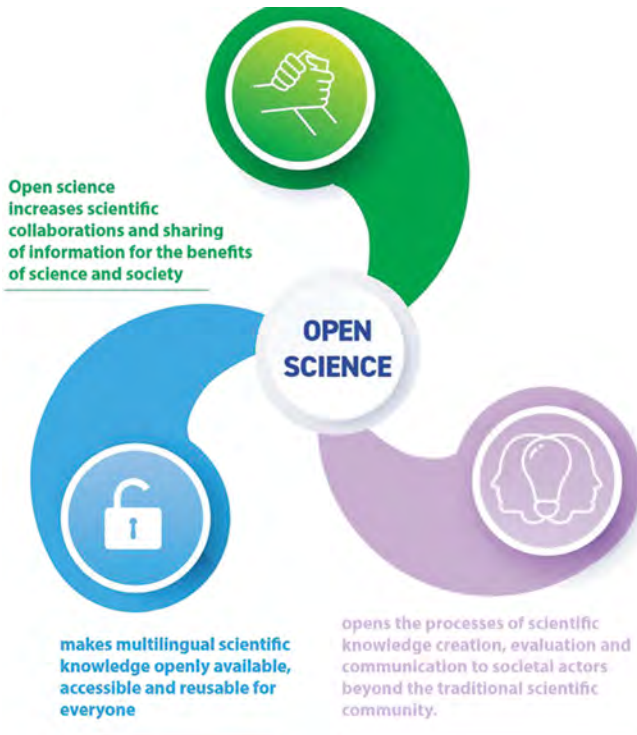 Open science
increases scientific
collaborations and sharing
of information for the benefits
of science and society
OPEN
SCIENCE
makes multilingual scientific
knowledge openly available,
accessible and reusable for
everyone
opens the processes of scientific
knowledge creation, evaluation and
communication to societal actors
beyond the traditional scientific
community.